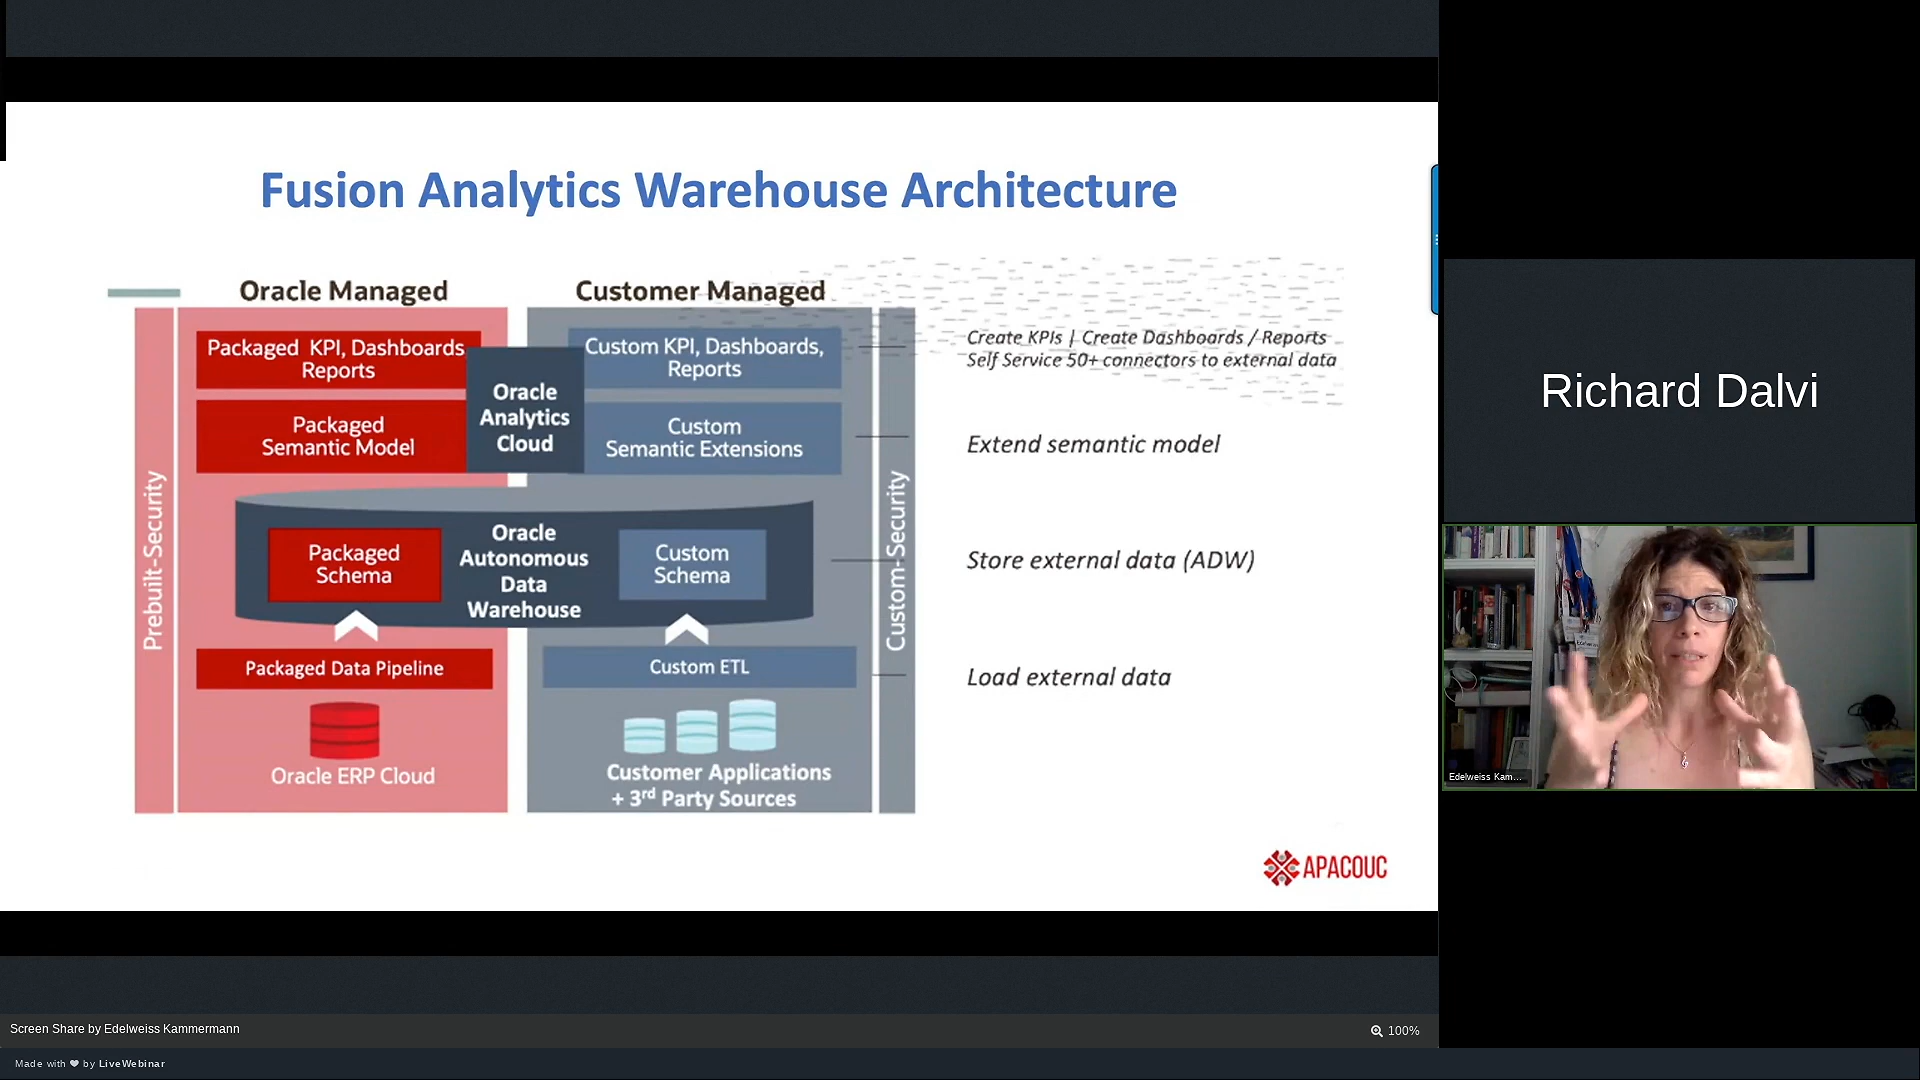 Fusion Analytics Warehouse Architecture
Oracle Managed
Customer Managed
Prebuilt-Security
Packaged KPI, Dashboards,
Reports
Packaged
Semantic Model
Oracle
Analytics
Cloud
Custom KPI, Dashboards,
Reports
Custom
Semantic Extensions
Packaged
Schema
Oracle
Autonomous
Data
Warehouse
Custom
Schema
Packaged Data Pipeline
Custom ETL
Oracle ERP Cloud
Customer Applications
+ 3rd Party Sources
Custom-Security
Create KPIs | Create Dashboards / Reports
Self Service 50+ connectors to external data
Extend semantic model
Store external data (ADW)
Load external data
APACOUC
Richard Dalvi
Edelweiss Kam...
Screen Share by Edelweiss Kammermann
100%
Made with ❤ by LiveWebinar